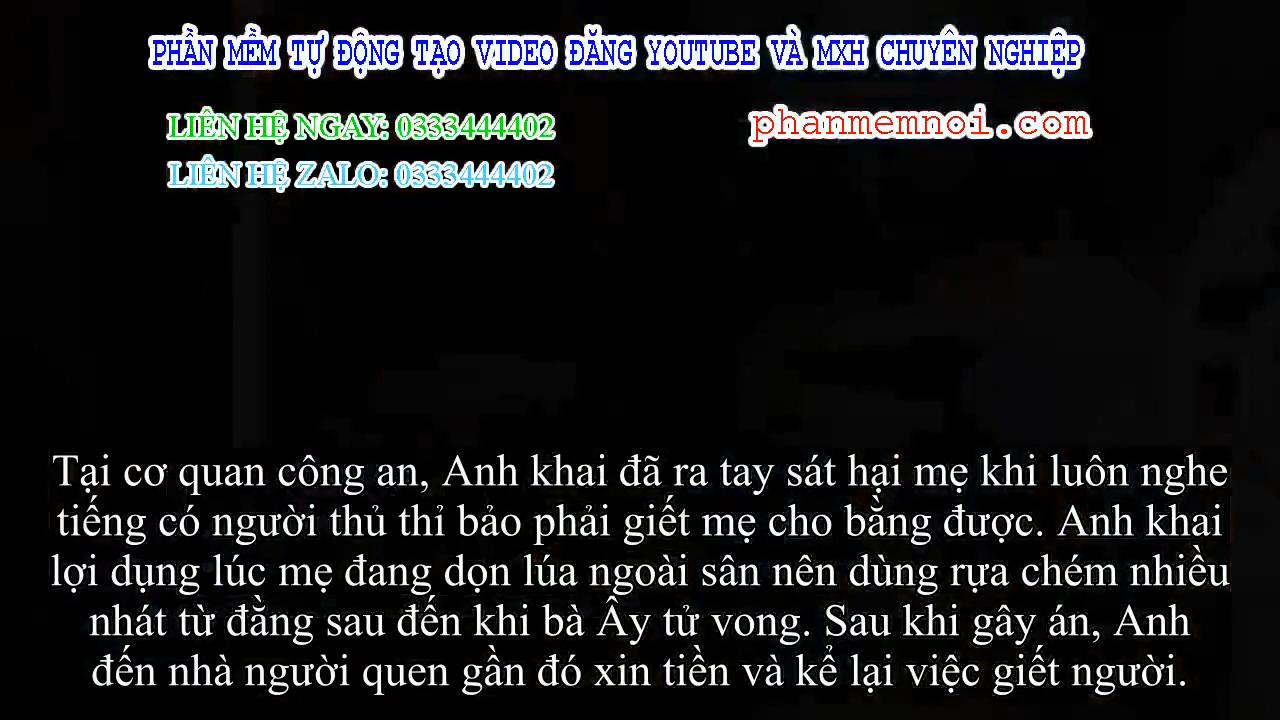 PHẦN MỀM TỰ ĐỘNG TẠO VIDEO ĐĂNG YOUTUBE VÀ MXH CHUYÊN NGHIỆP
LIÊN HỆ NGAY: 0333444402
phanmemnoi.com
LIÊN HỆ ZALO: 0333444402
Tại cơ quan công an, Anh khai đã ra tay sát hại mẹ khi luôn nghe
tiếng có người thủ thỉ bảo phải giết mẹ cho bằng được. Anh khai
lợi dụng lúc mẹ đang dọn lúa ngoài sân nên dùng rựa chém nhiều
nhát từ đằng sau đến khi bà Ây tử vong. Sau khi gây án, Anh
đến nhà người quen gần đó xin tiền và kể lại việc giết người.